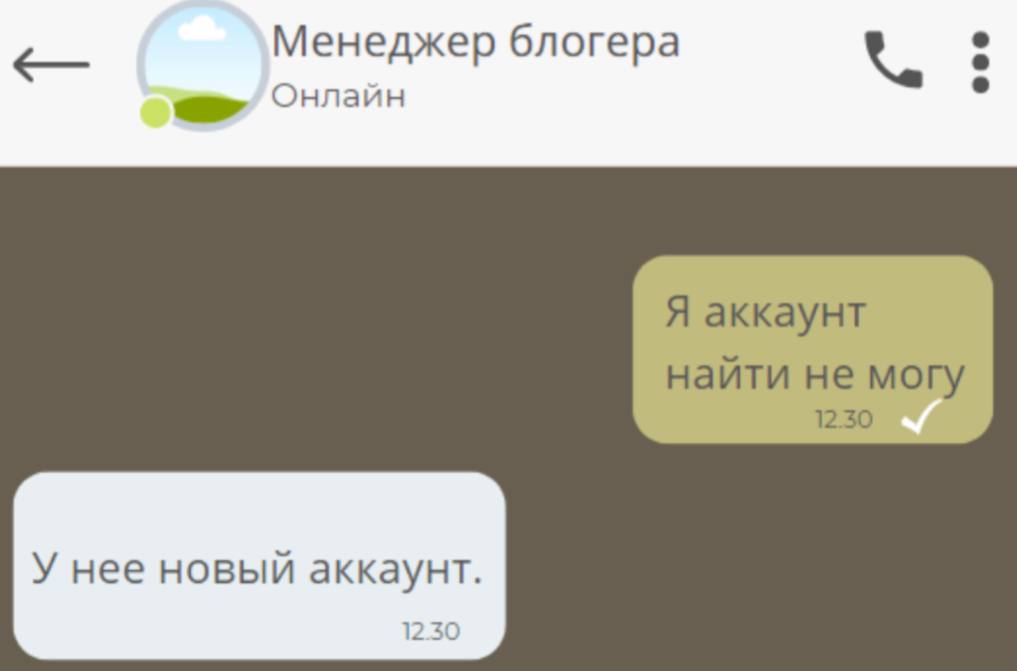 Менеджер блогера
Онлайн
Я аккаунт
найти не могу
12.30
У нее новый аккаунт.
12.30